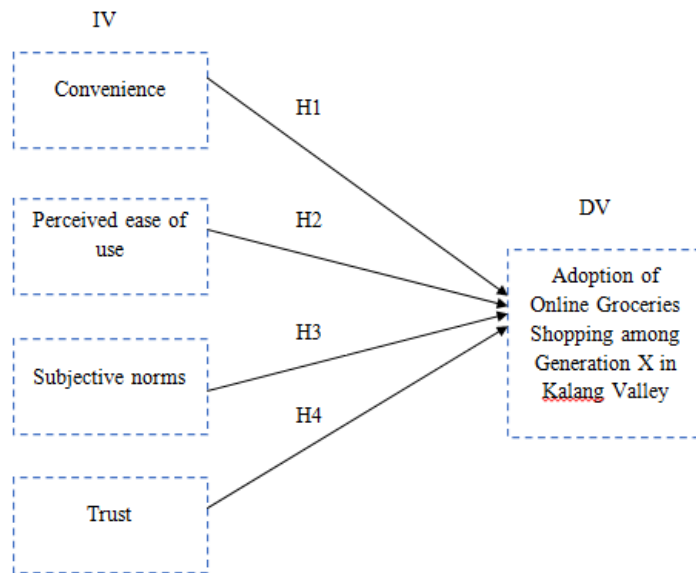 IV
Convenience
H1
Perceived ease of
use
H2
DV
Adoption of
Online Groceries
Shopping among
Generation X in
Kalang Valley
Subjective norms
H3
H4
Trust